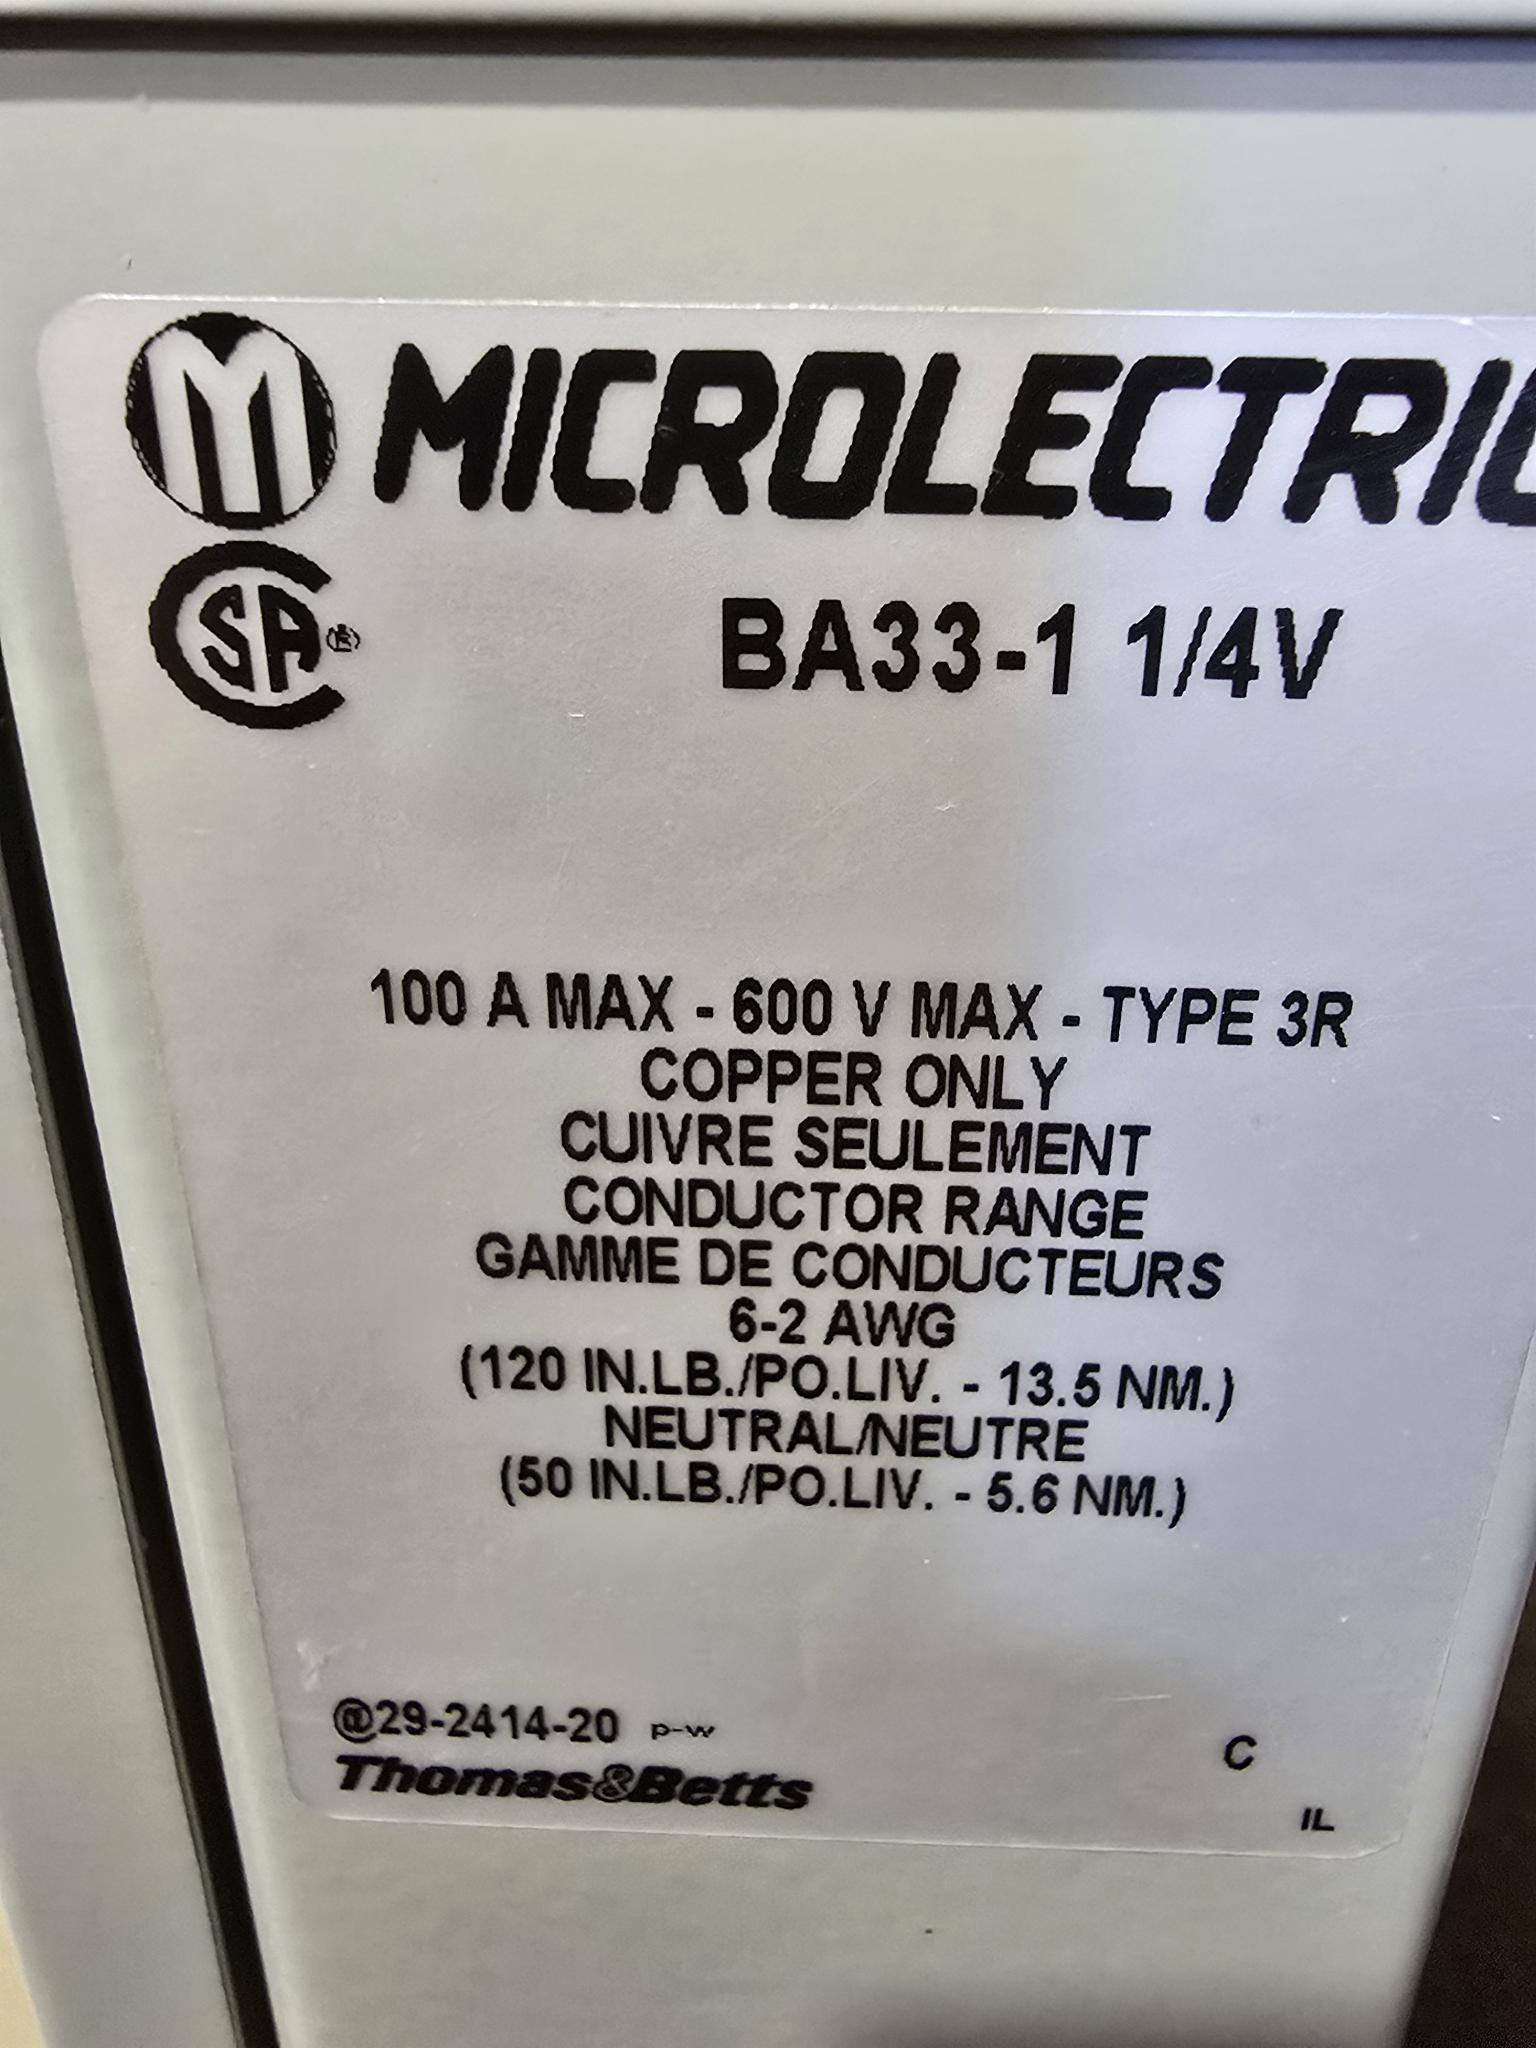 M MICROLECTRIC
CSA ®
BA33-1 1/4V
100 A MAX - 600 V MAX - TYPE 3R
COPPER ONLY
CUIVRE SEULEMENT
CONDUCTOR RANGE
GAMME DE CONDUCTEURS
6-2 AWG
(120 IN.LB./PO.LIV. - 13.5 NM.)
NEUTRAL/NEUTRE
(50 IN.LB./PO.LIV. - 5.6 NM.)
@29-2414-20 p-w
Thomas&Betts
C
IL